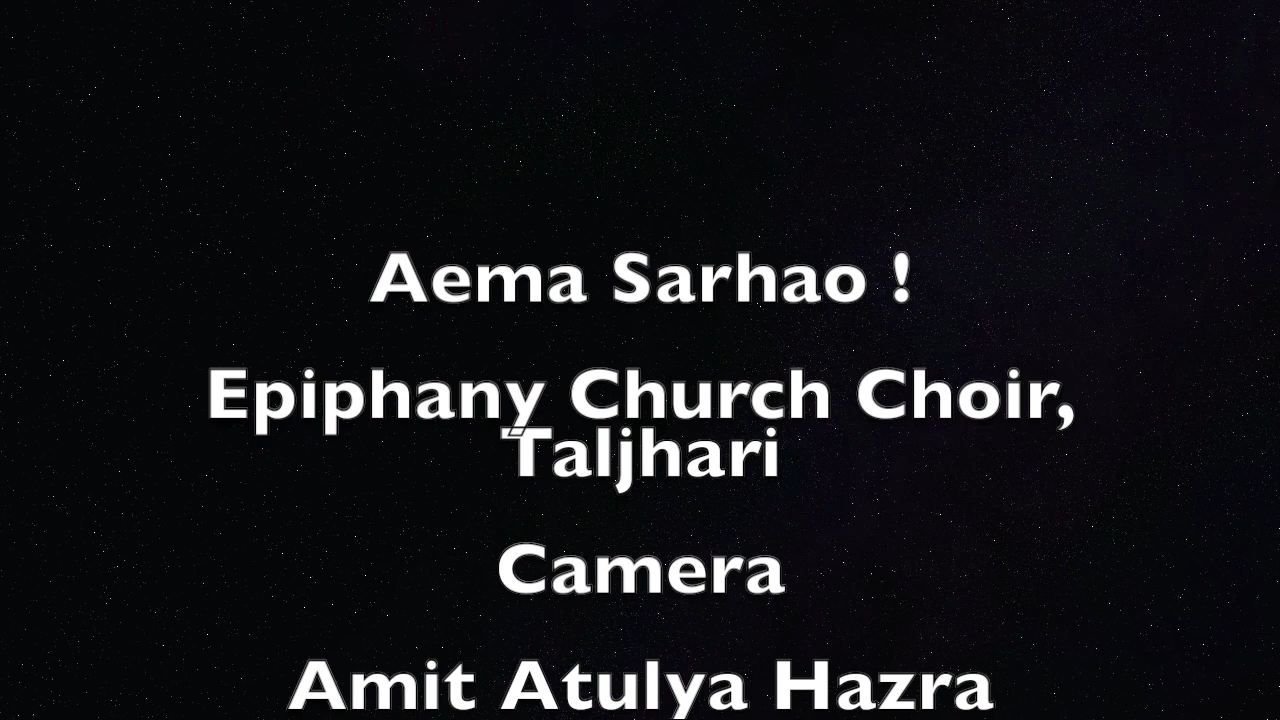 Aema Sarhao !
Epiphany Church Choir,
Taljhari
Camera
Amit Atulya Hazra